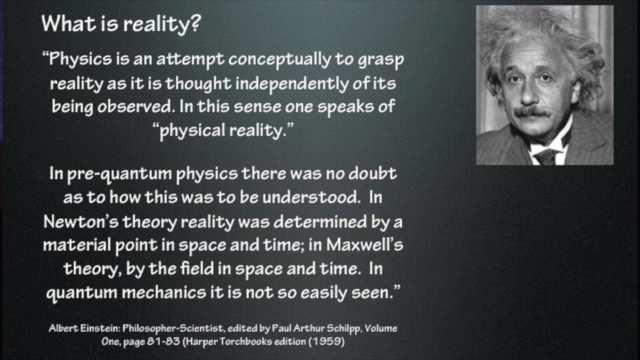 What is reality?
“Physics is an attempt conceptually to grasp
reality as it is thought independently of its
being observed. In this sense one speaks of
“physical reality.”
In pre-quantum physics there was no doubt
as to how this was to be understood. In
Newton’s theory reality was determined by a
material point in space and time; in Maxwell’s
theory, by the field in space and time. In
quantum mechanics it is not so easily seen.”
Albert Einstein: Philosopher-Scientist, edited by Paul Arthur Schilpp, Volume
One, page 81-83 (Harper Torchbooks edition (1959)